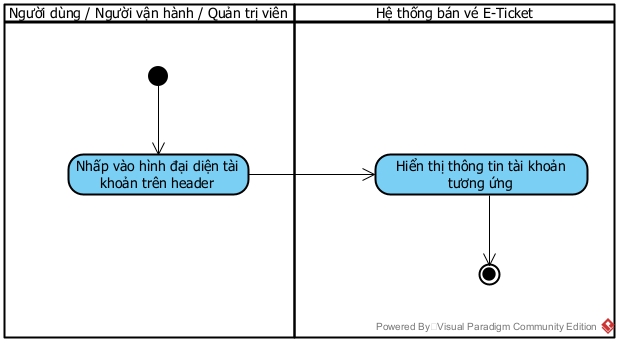 Người dùng / Người vận hành / Quản trị viên
Hệ thống bán vé E-Ticket
Nhấp vào hình đại diện tài
khoản trên header
Hiển thị thông tin tài khoản
tương ứng
Powered By Visual Paradigm Community Edition